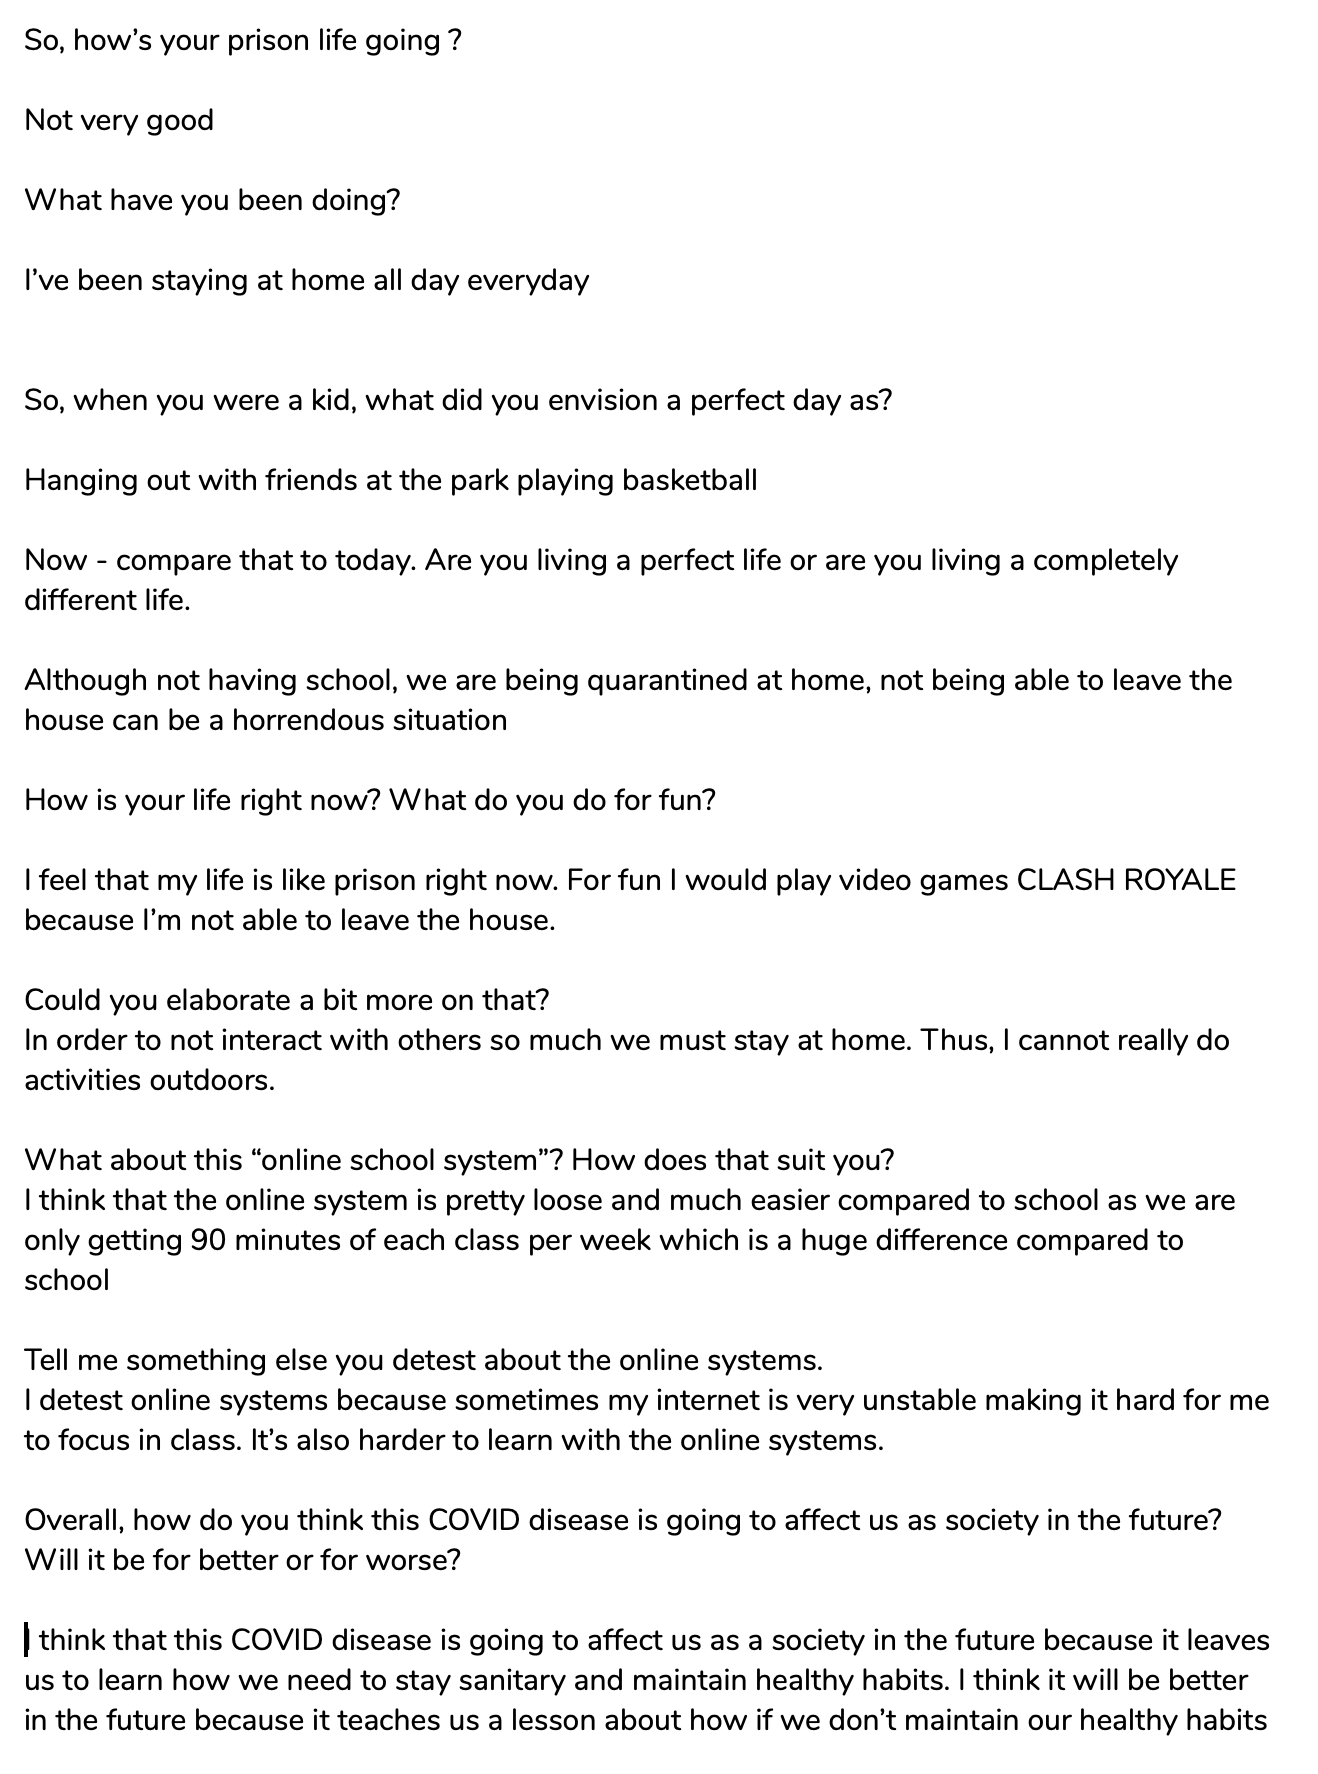 So, how’s your prison life going ?
Not very good
What have you been doing?
I’ve been staying at home all day everyday
So, when you were a kid, what did you envision a perfect day as?
Hanging out with friends at the park playing basketball
Now - compare that to today. Are you living a perfect life or are you living a completely
different life.
Although not having school, we are being quarantined at home, not being able to leave the
house can be a horrendous situation
How is your life right now? What do you do for fun?
I feel that my life is like prison right now. For fun I would play video games CLASH ROYALE
because I’m not able to leave the house.
Could you elaborate a bit more on that?
In order to not interact with others so much we must stay at home. Thus, I cannot really do
activities outdoors.
What about this “online school system”? How does that suit you?
I think that the online system is pretty loose and much easier compared to school as we are
only getting 90 minutes of each class per week which is a huge difference compared to
school
Tell me something else you detest about the online systems.
I detest online systems because sometimes my internet is very unstable making it hard for me
to focus in class. It’s also harder to learn with the online systems.
Overall, how do you think this COVID disease is going to affect us as society in the future?
Will it be for better or for worse?
I think that this COVID disease is going to affect us as a society in the future because it leaves
us to learn how we need to stay sanitary and maintain healthy habits. I think it will be better
in the future because it teaches us a lesson about how if we don’t maintain our healthy habits